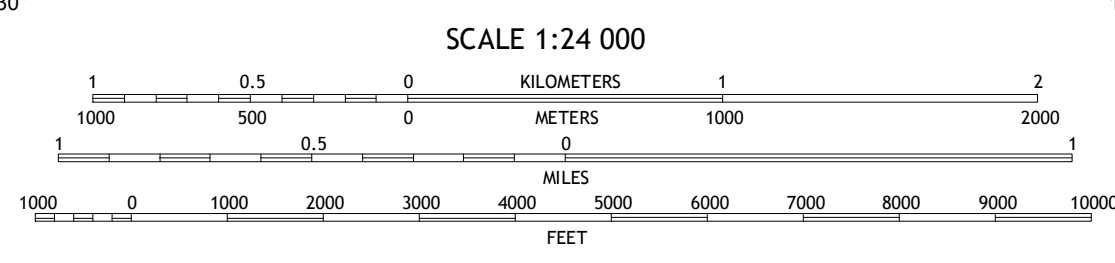 30"
SCALE 1:24 000
1 0.5 0 KILOMETERS 1 2
1000 500 0 METERS 1000 2000
1 0.5 0 1
MILES
1000 0 1000 2000 3000 4000 5000 6000 7000 8000 9000 10000
FEET